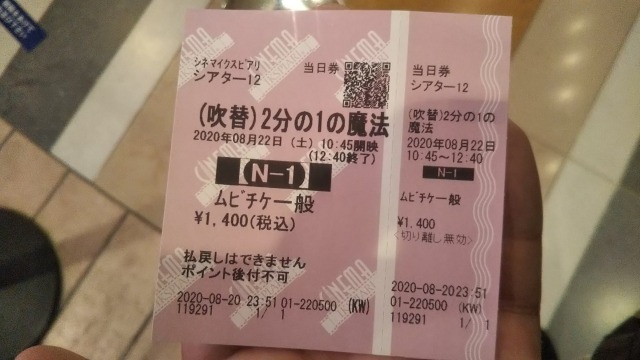 シネマイクスピアリ
シアター12
当日券
(吹替)2分の1の魔法
2020年08月22日 (土) 10:45開映
(12:40終了)
【N-1】
ムビチケ一般
¥1,400(税込)
払戻しはできません
ポイント後付不可
2020-08-20 23:51 01-220500 (KW)
119291 1/ 1
当日券
シアター12
(吹替)2分の1の
魔法
2020年08月22日
10:45~12:40
N-1
ムビチケ一般
¥1,400
<切り離し無効>
2020-08-20 23:51
01-220500 (KW)
119291 1/ 1
CINEMA
CINEMA
CINEMA